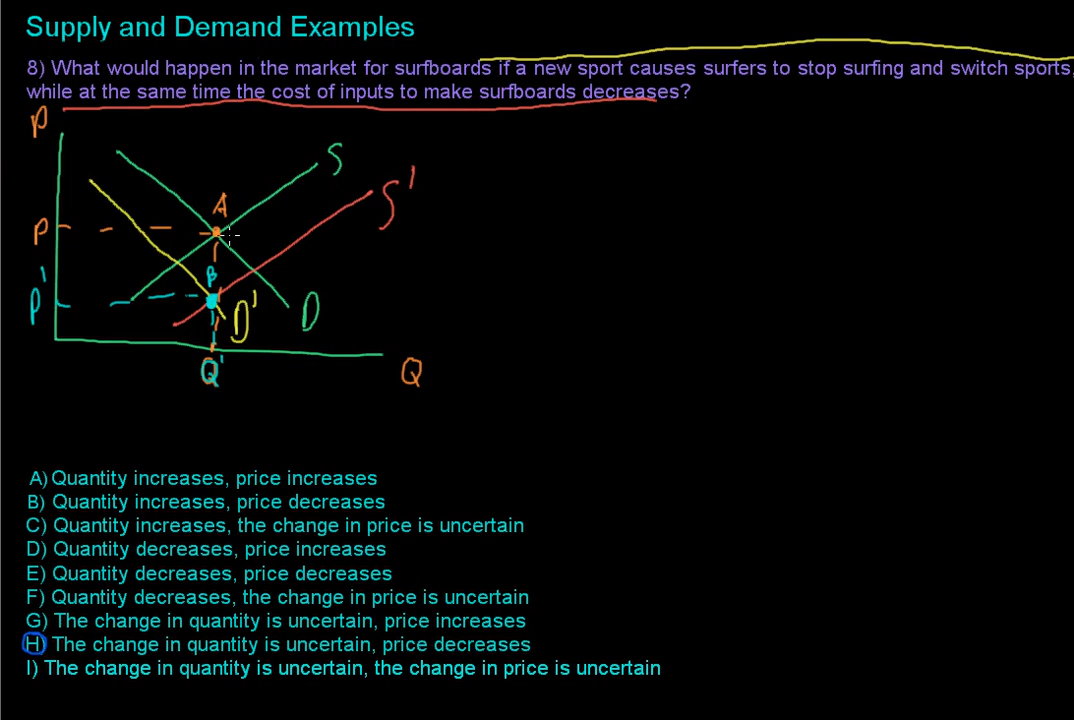 Supply and Demand Examples
8) What would happen in the market for surfboards if a new sport causes surfers to stop surfing and switch sports,
while at the same time the cost of inputs to make surfboards decreases?
P
S
S'
A
P
B
P'
D'
D
Q'
Q
A) Quantity increases, price increases
B) Quantity increases, price decreases
C) Quantity increases, the change in price is uncertain
D) Quantity decreases, price increases
E) Quantity decreases, price decreases
F) Quantity decreases, the change in price is uncertain
G) The change in quantity is uncertain, price increases
H) The change in quantity is uncertain, price decreases
I) The change in quantity is uncertain, the change in price is uncertain